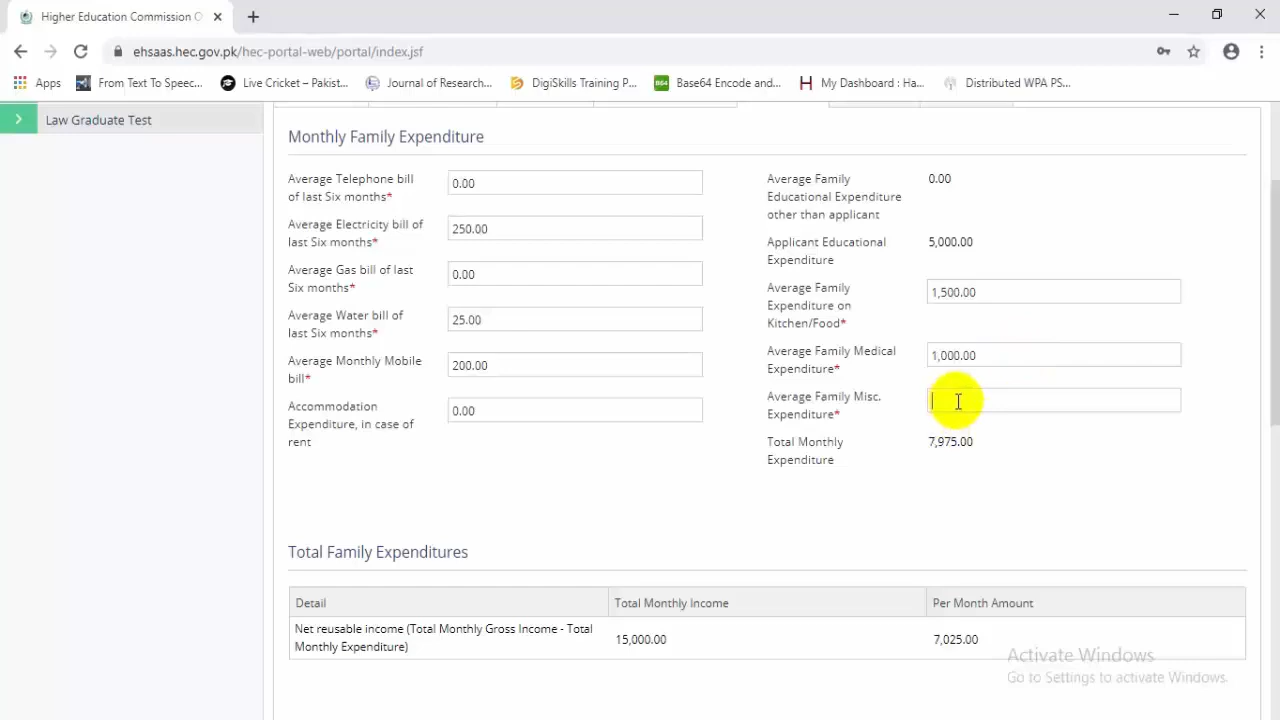 Higher Education Commission O
ehsaas.hec.gov.pk/hec-portal-web/portal/index.jsf
Apps
From Text To Speec...
Live Cricket – Pakist...
Journal of Research...
DigiSkills Training P...
B64
Base64 Encode and...
H
My Dashboard : Ha...
Distributed WPA PS...
Law Graduate Test
Monthly Family Expenditure
Average Telephone bill
of last Six months*
0.00
Average Electricity bill of
last Six months*
250.00
Average Gas bill of last
Six months*
0.00
Average Water bill of
last Six months*
25.00
Average Monthly Mobile
bill*
200.00
Accommodation
Expenditure, in case of
rent
0.00
Average Family
Educational Expenditure
other than applicant
0.00
Applicant Educational
Expenditure
5,000.00
Average Family
Expenditure on
Kitchen/Food*
1,500.00
Average Family Medical
Expenditure*
1,000.00
Average Family Misc.
Expenditure*
Total Monthly
Expenditure
7,975.00
Total Family Expenditures
Detail
Total Monthly Income
Per Month Amount
Net reusable income (Total Monthly Gross Income - Total
Monthly Expenditure)
15,000.00
7,025.00
Activate Windows
Go to Settings to activate Windows.